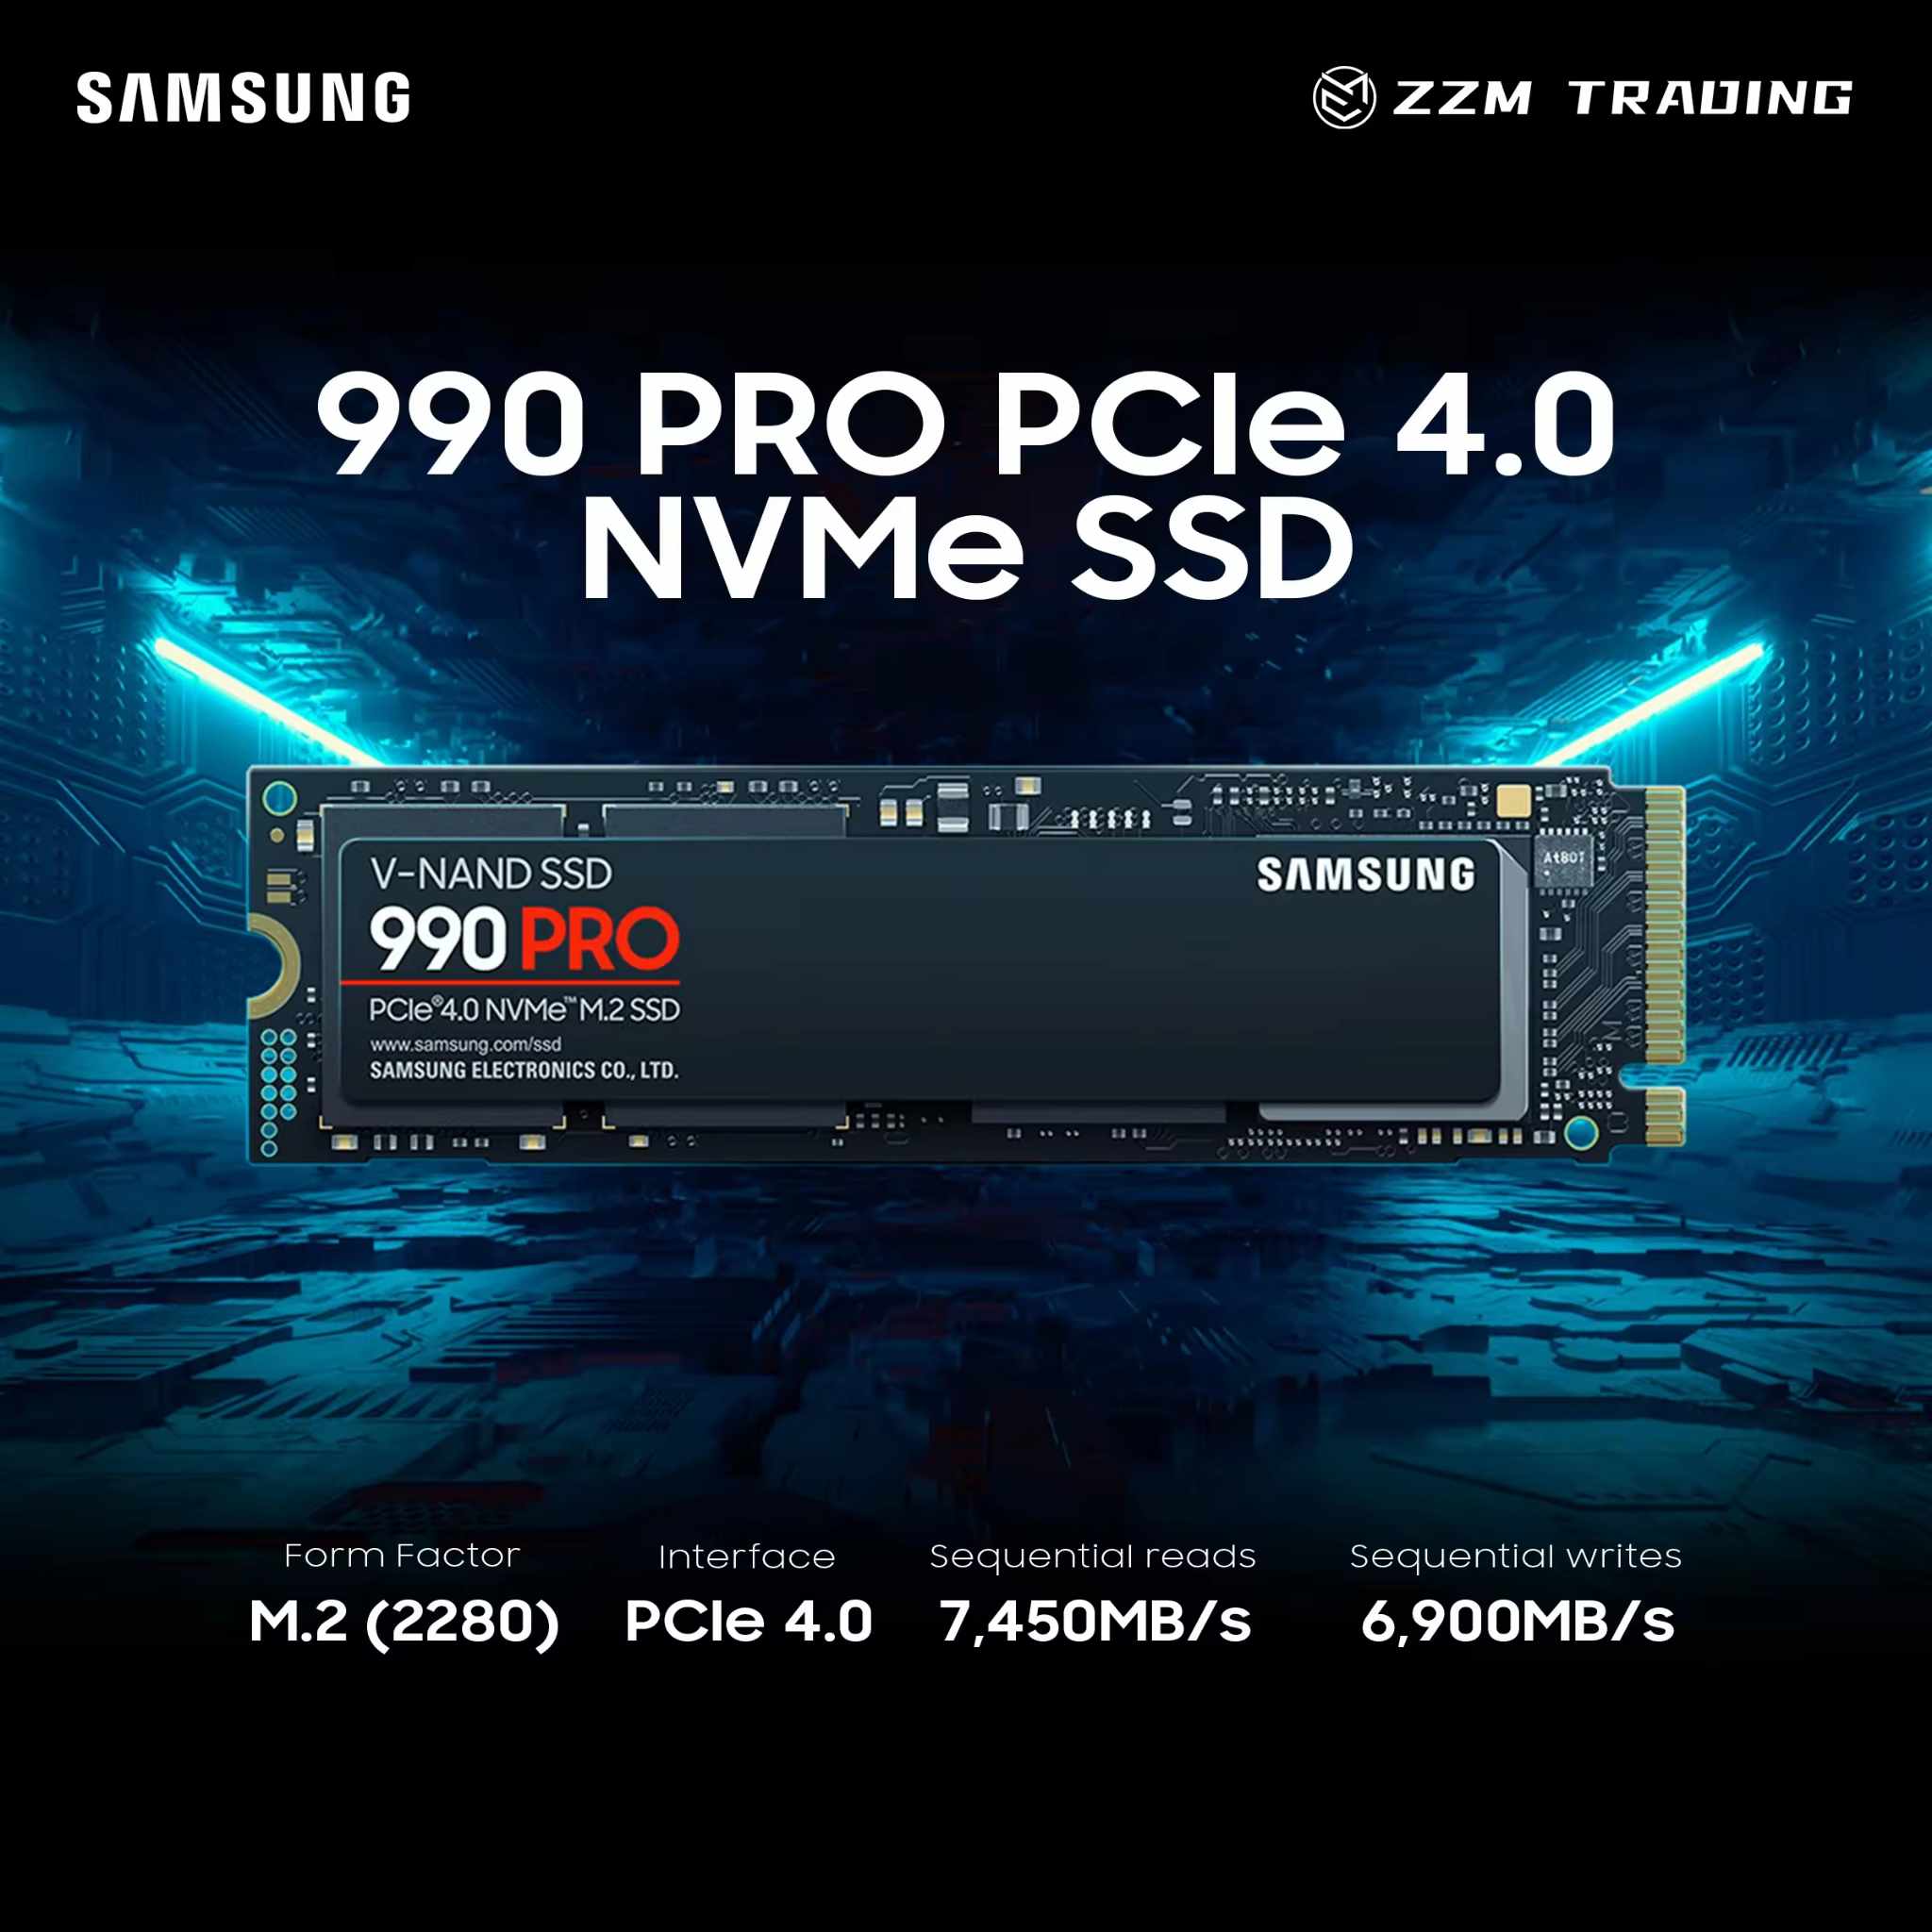 SAMSUNG
ZZM TRADING
990 PRO PCIe 4.0
NVMe SSD
V-NAND SSD
SAMSUNG
At80T
990 PRO
PCIe®4.0 NVMe™ M.2 SSD
www.samsung.com/ssd
SAMSUNG ELECTRONICS CO., LTD.
Form Factor
M.2 (2280)
Interface
PCIe 4.0
Sequential reads
7,450MB/s
Sequential writes
6,900MB/s